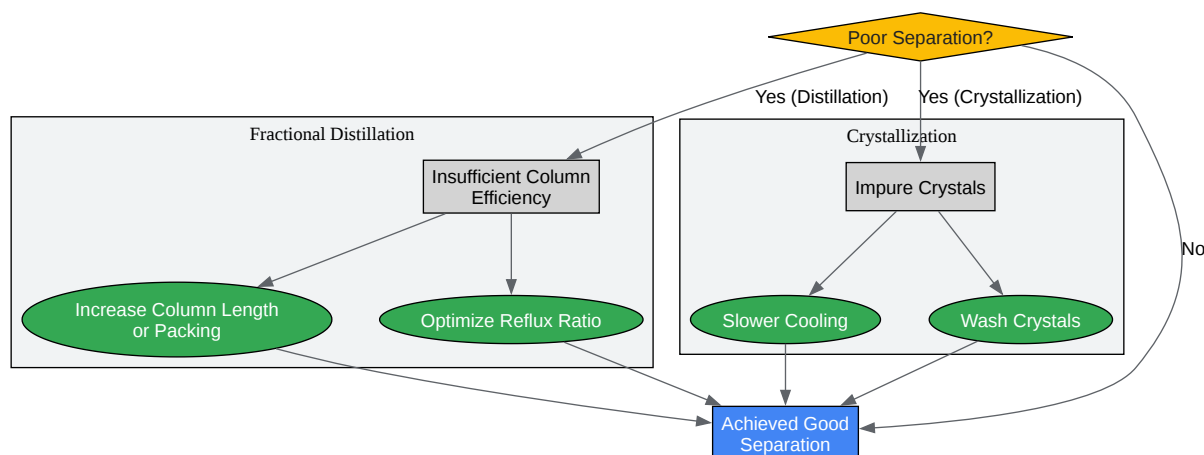 Poor Separation?
Yes (Distillation)
Yes (Crystallization)
Fractional Distillation
Crystallization
Insufficient Column
Efficiency
Impure Crystals
No
Increase Column Length
or Packing
Optimize Reflux Ratio
Slower Cooling
Wash Crystals
Achieved Good
Separation